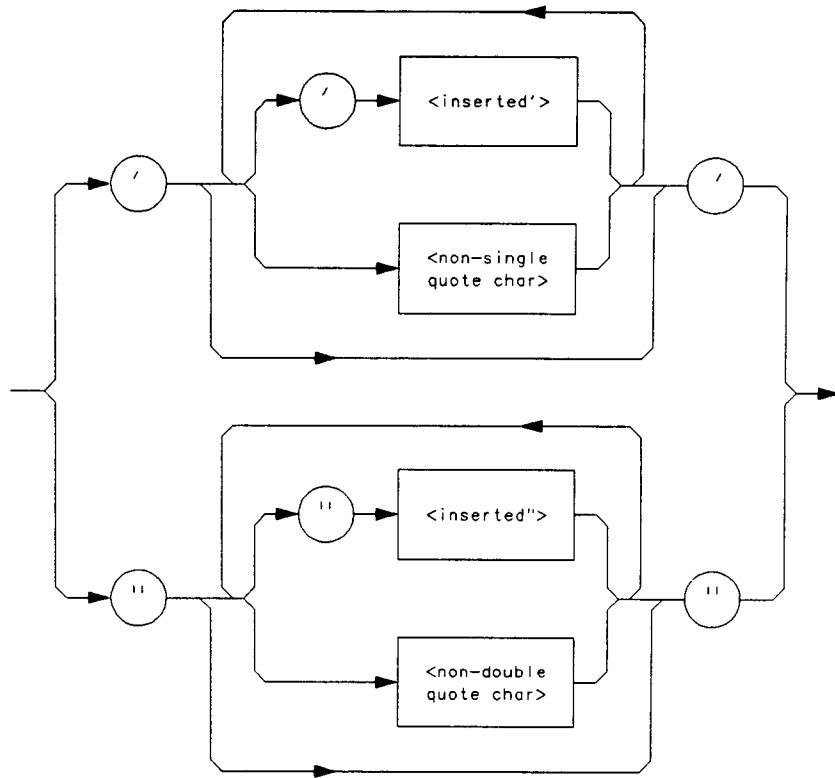 '
<inserted'>
'
'
<non-single
quote char>
"
<inserted">
"
"
<non-double
quote char>